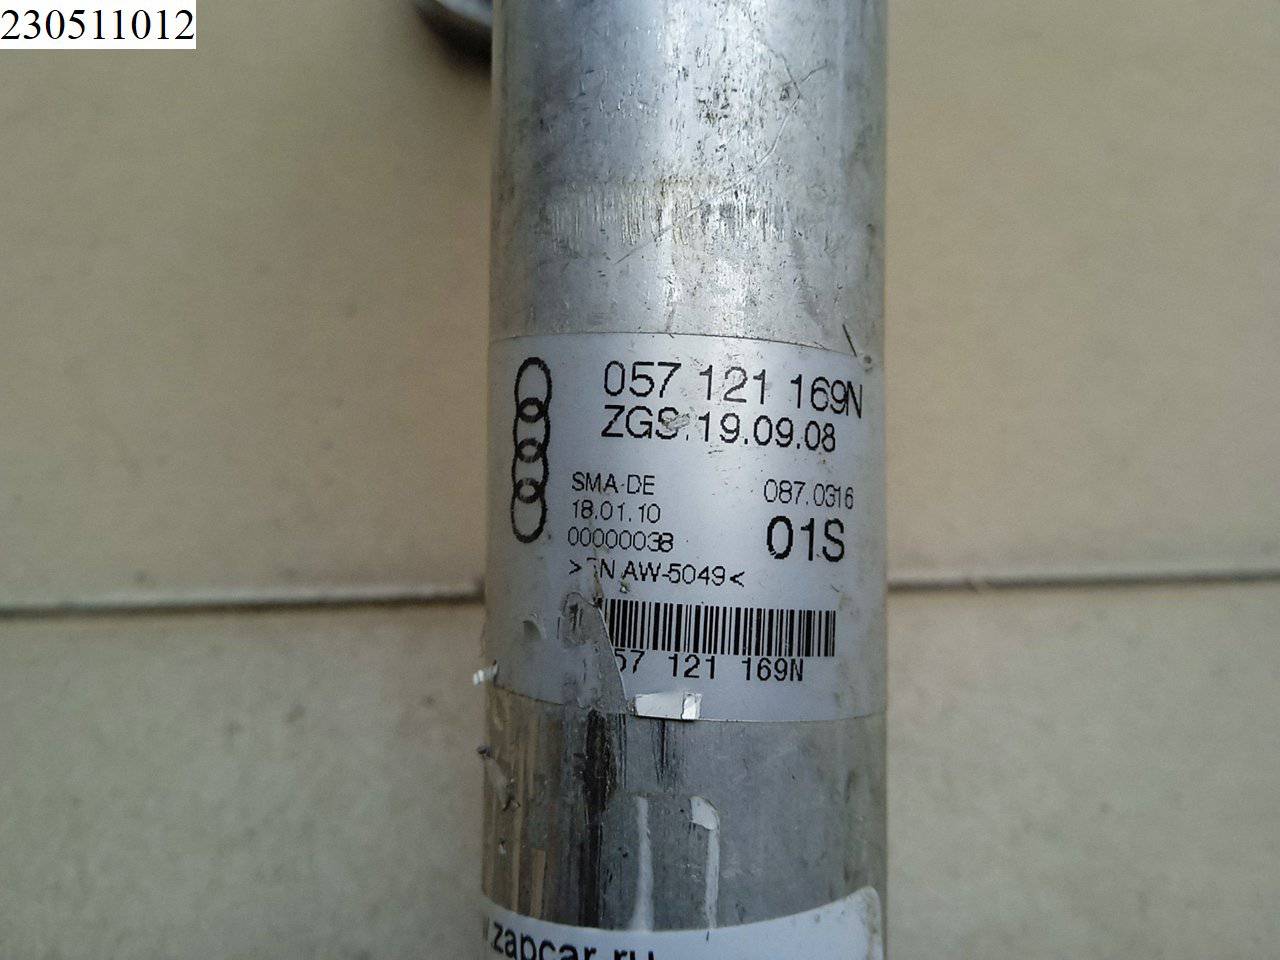 230511012
057 121 169N
ZGS.19.09.08
SMA-DE 087.0316
18.01.10 01S
00000038
AW-5049<
57 121 169N
zapcar.ru